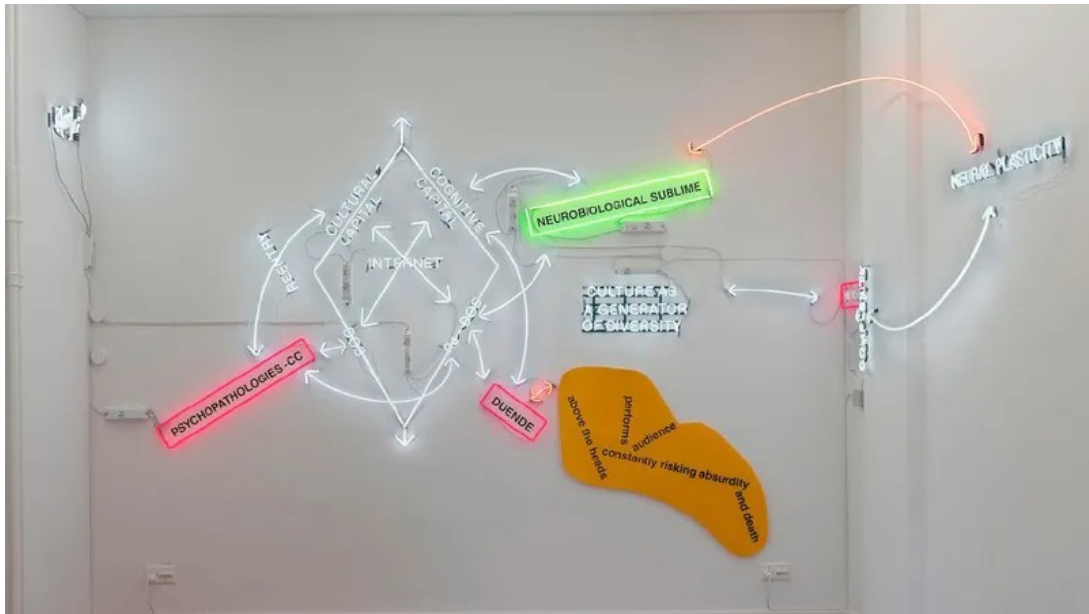 CULTURAL
CAPITAL
COGNITIVE
CAPITAL
NEUROBIOLOGICAL SUBLIME
NEURAL PLASTICITY
REENTRY
INTERNET
CULTURE AS
A GENERATOR
OF DIVERSITY
PSYCHOPATHOLOGIES-CC
DUENDE
performs
above the heads
audience
constantly risking absurdity
and death